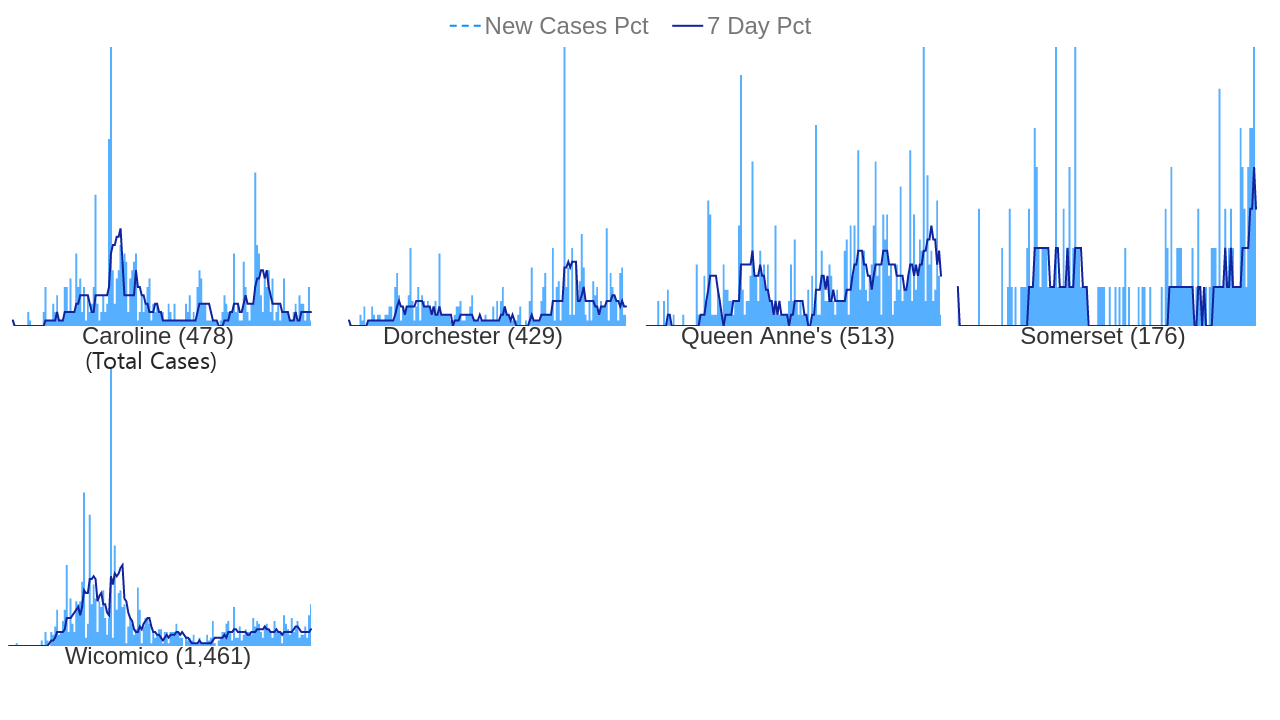 New Cases Pct 7 Day Pct
Caroline (478) Dorchester (429) Queen Anne's (513) Somerset (176)
(Total Cases)
Wicomico (1,461)